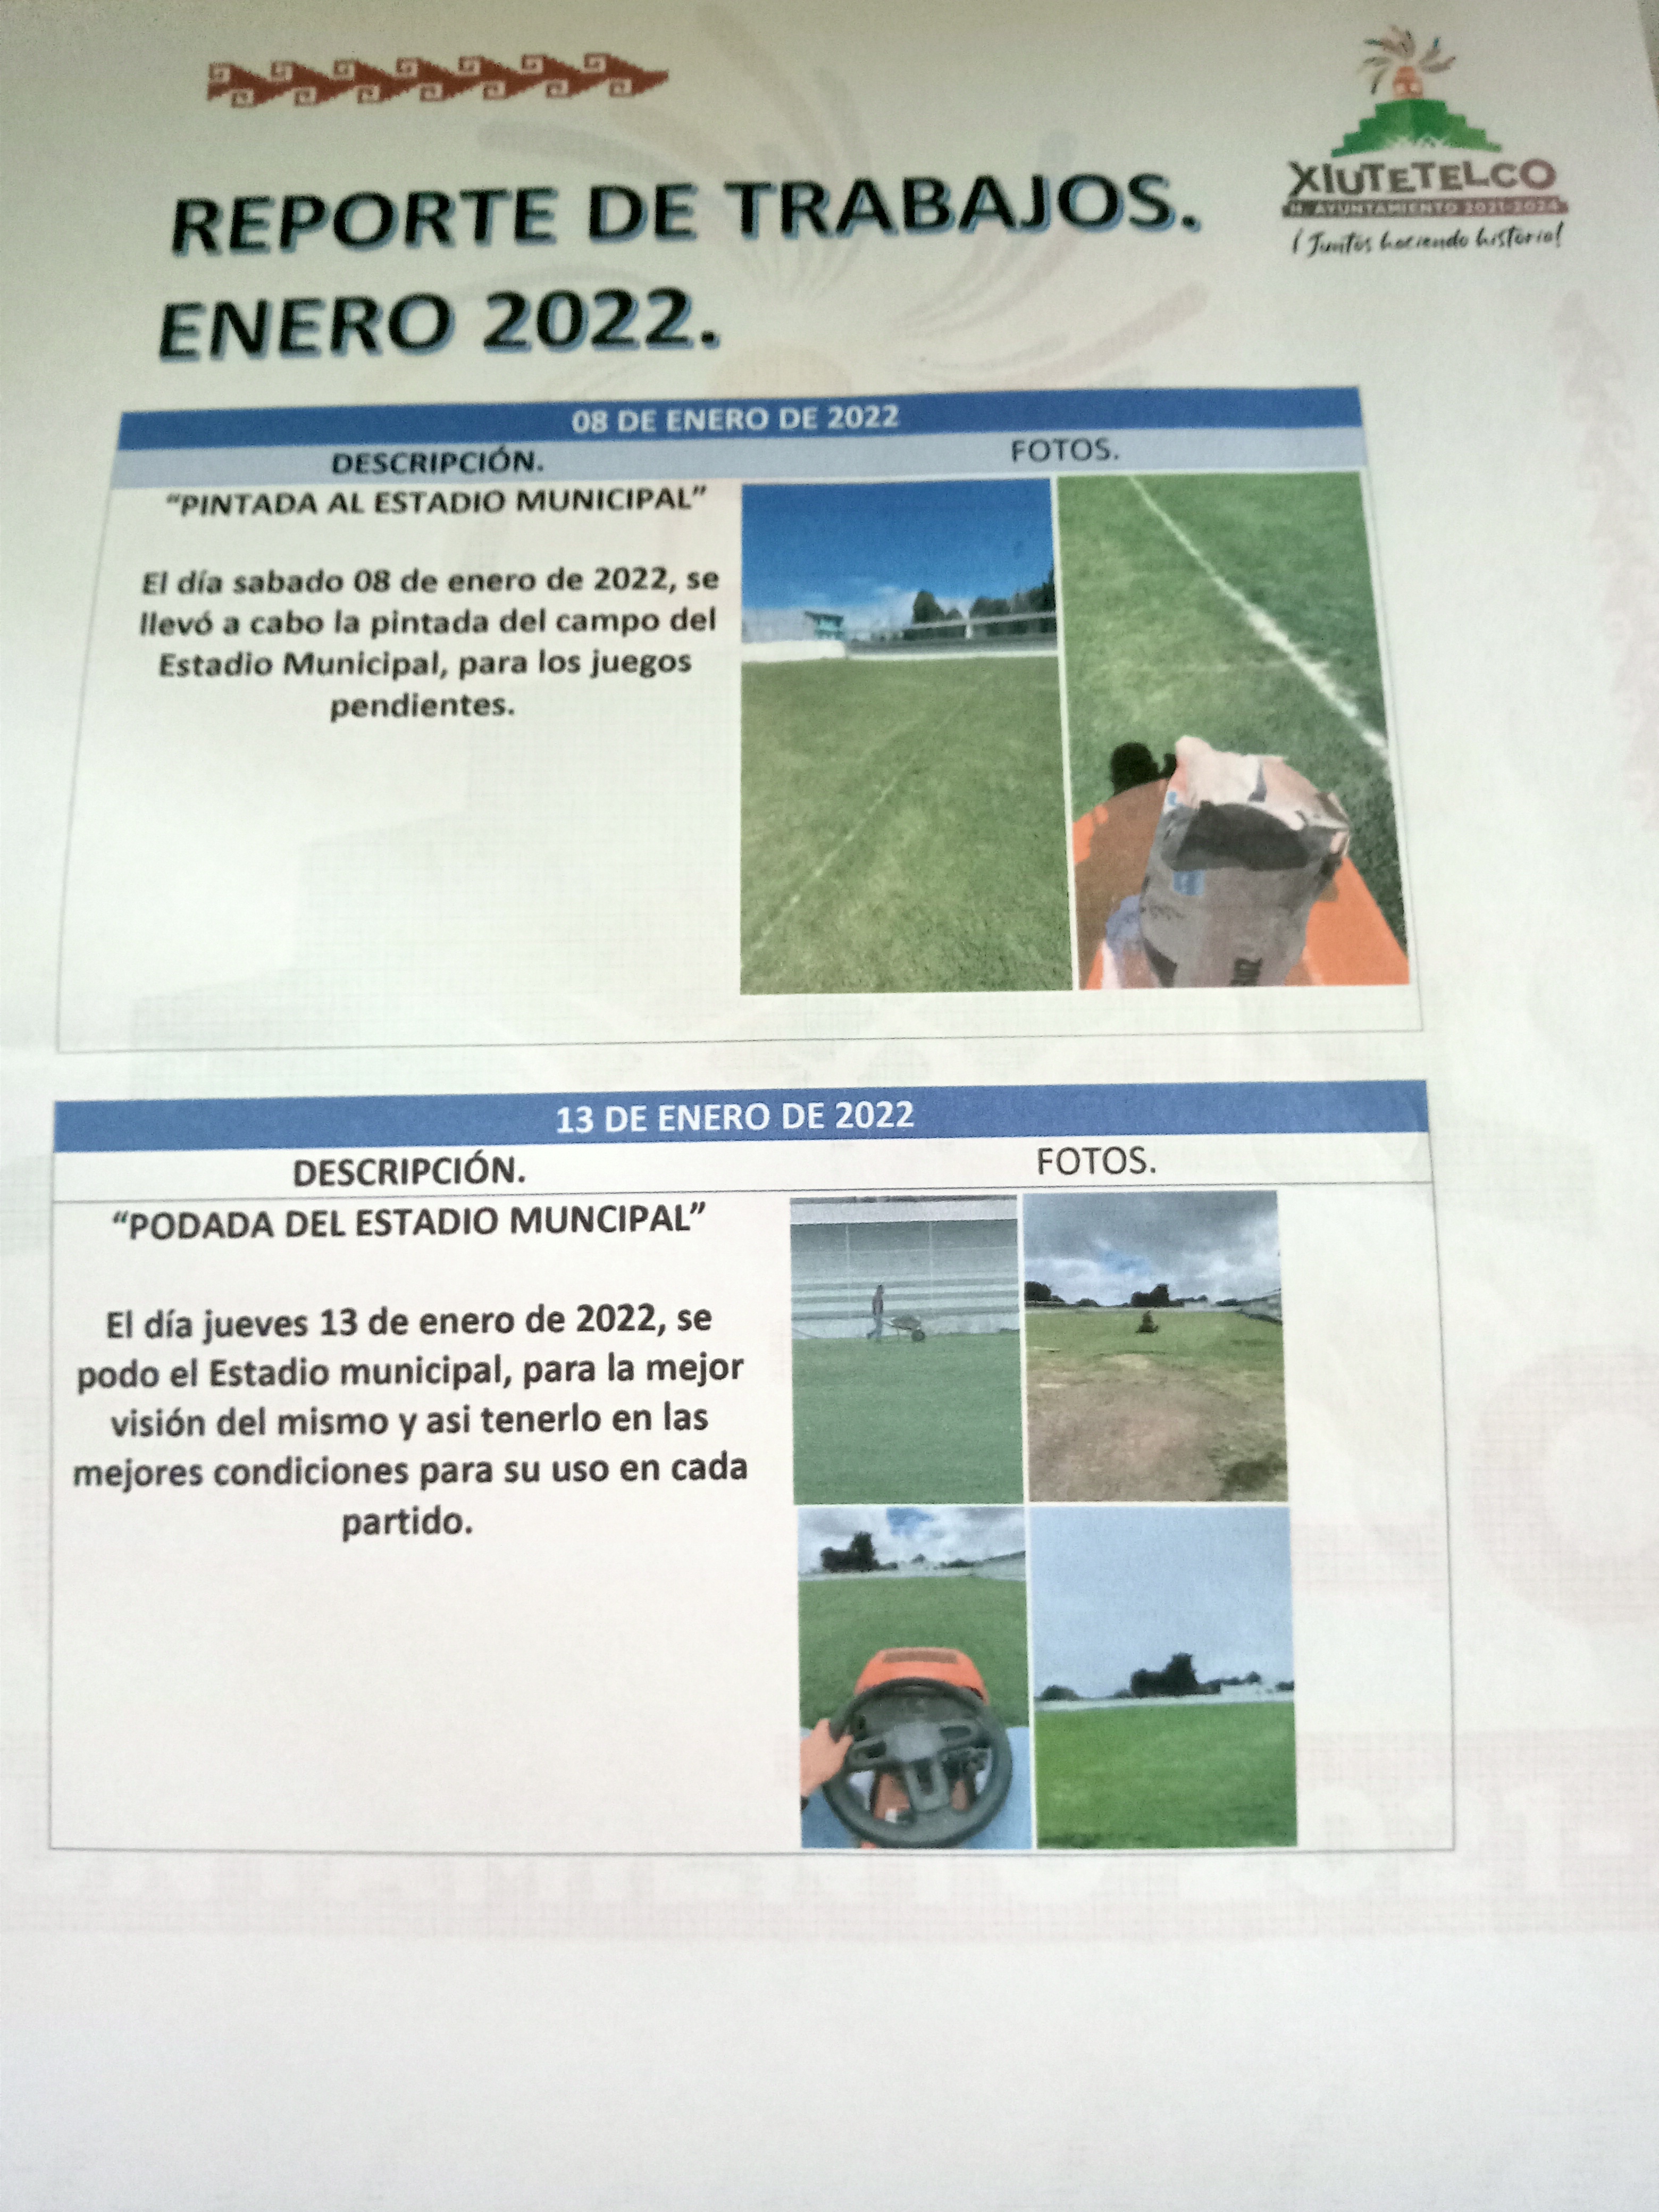 XIUTETELCO
H. AYUNTAMIENTO 2021-2024
¡Juntos haciendo historia!
REPORTE DE TRABAJOS.
ENERO 2022.
08 DE ENERO DE 2022
DESCRIPCIÓN. FOTOS.
“PINTADA AL ESTADIO MUNICIPAL”
El día sabado 08 de enero de 2022, se
llevó a cabo la pintada del campo del
Estadio Municipal, para los juegos
pendientes.
13 DE ENERO DE 2022
DESCRIPCIÓN. FOTOS.
“PODADA DEL ESTADIO MUNCIPAL”
El día jueves 13 de enero de 2022, se
podo el Estadio municipal, para la mejor
visión del mismo y asi tenerlo en las
mejores condiciones para su uso en cada
partido.